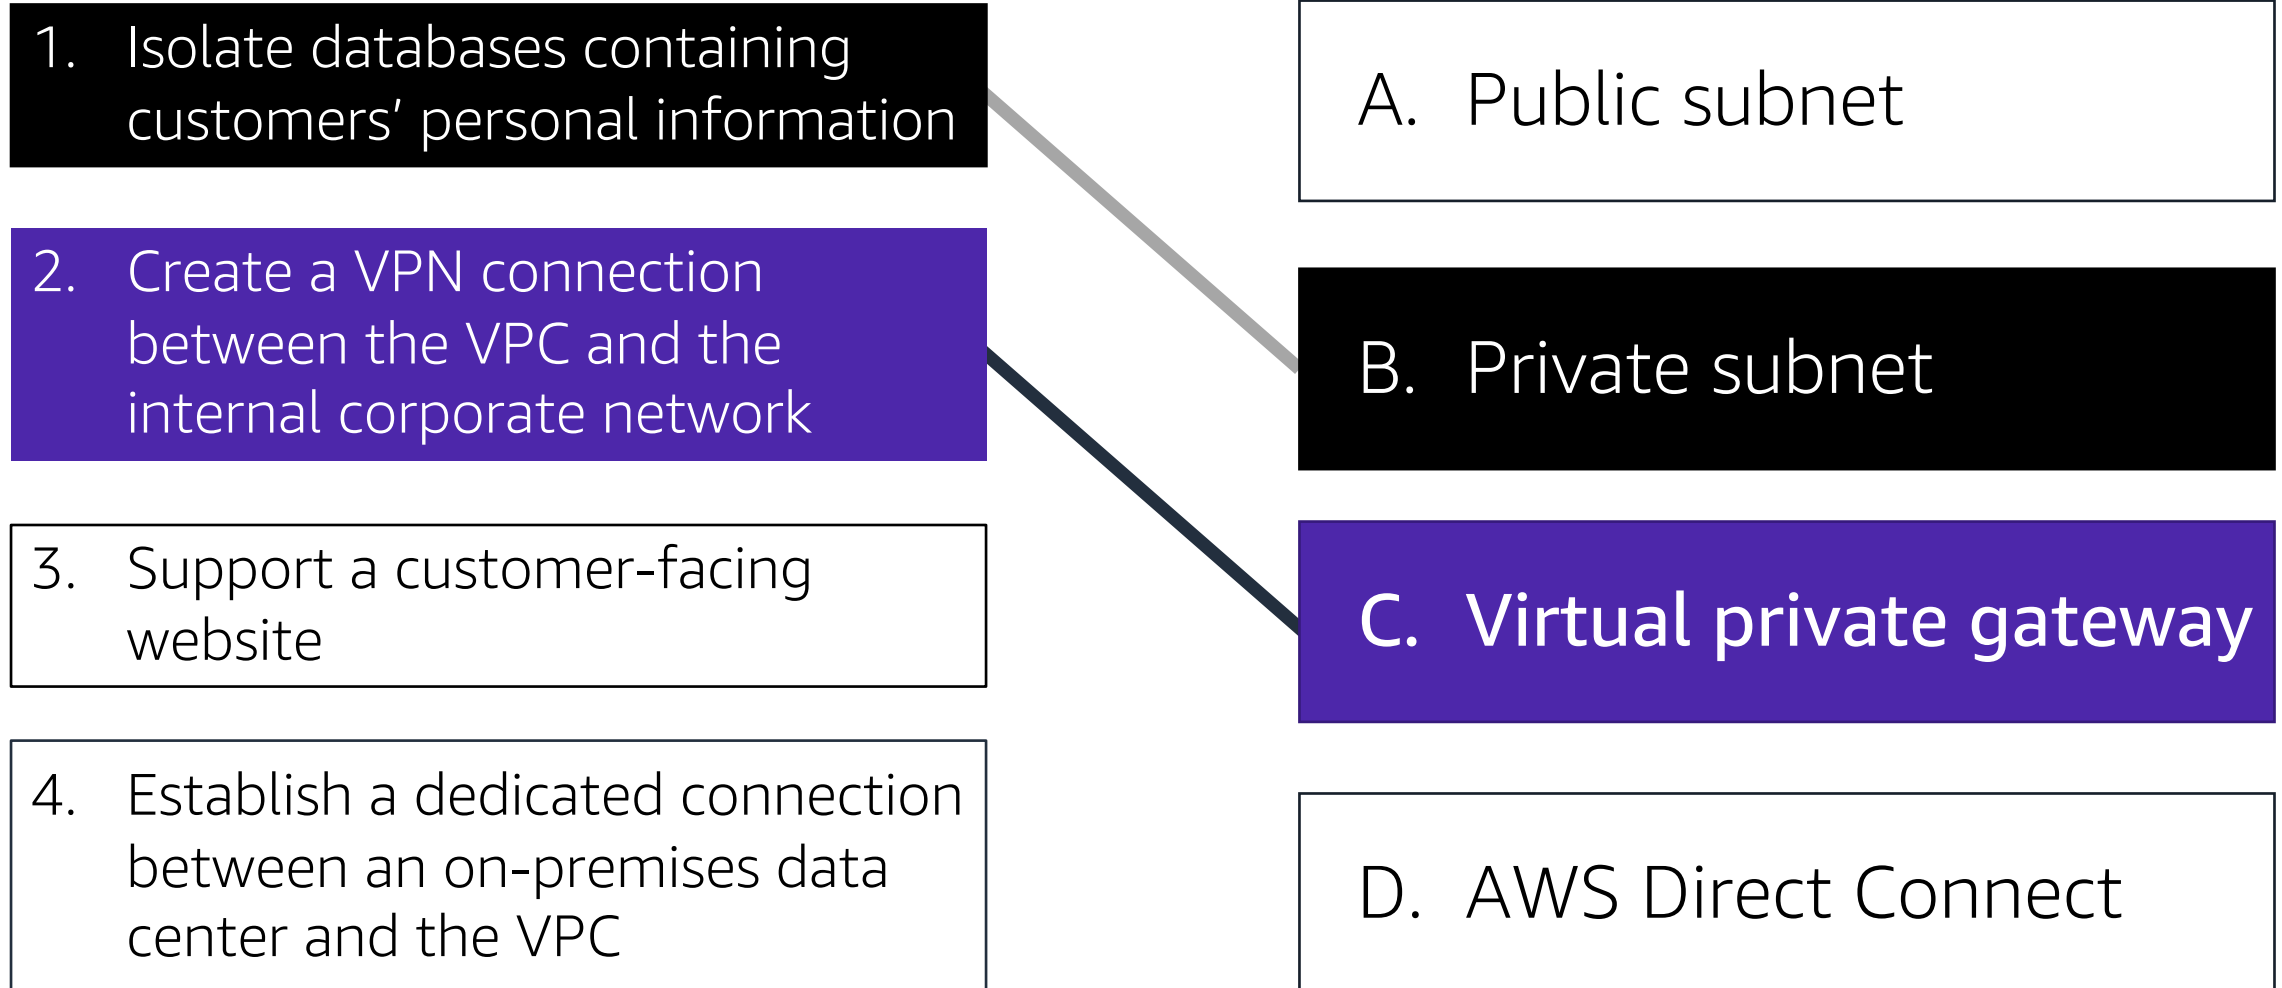 1. Isolate databases containing
customers’ personal information
2. Create a VPN connection
between the VPC and the
internal corporate network
3. Support a customer-facing
website
4. Establish a dedicated connection
between an on-premises data
center and the VPC
A. Public subnet
B. Private subnet
C. Virtual private gateway
D. AWS Direct Connect